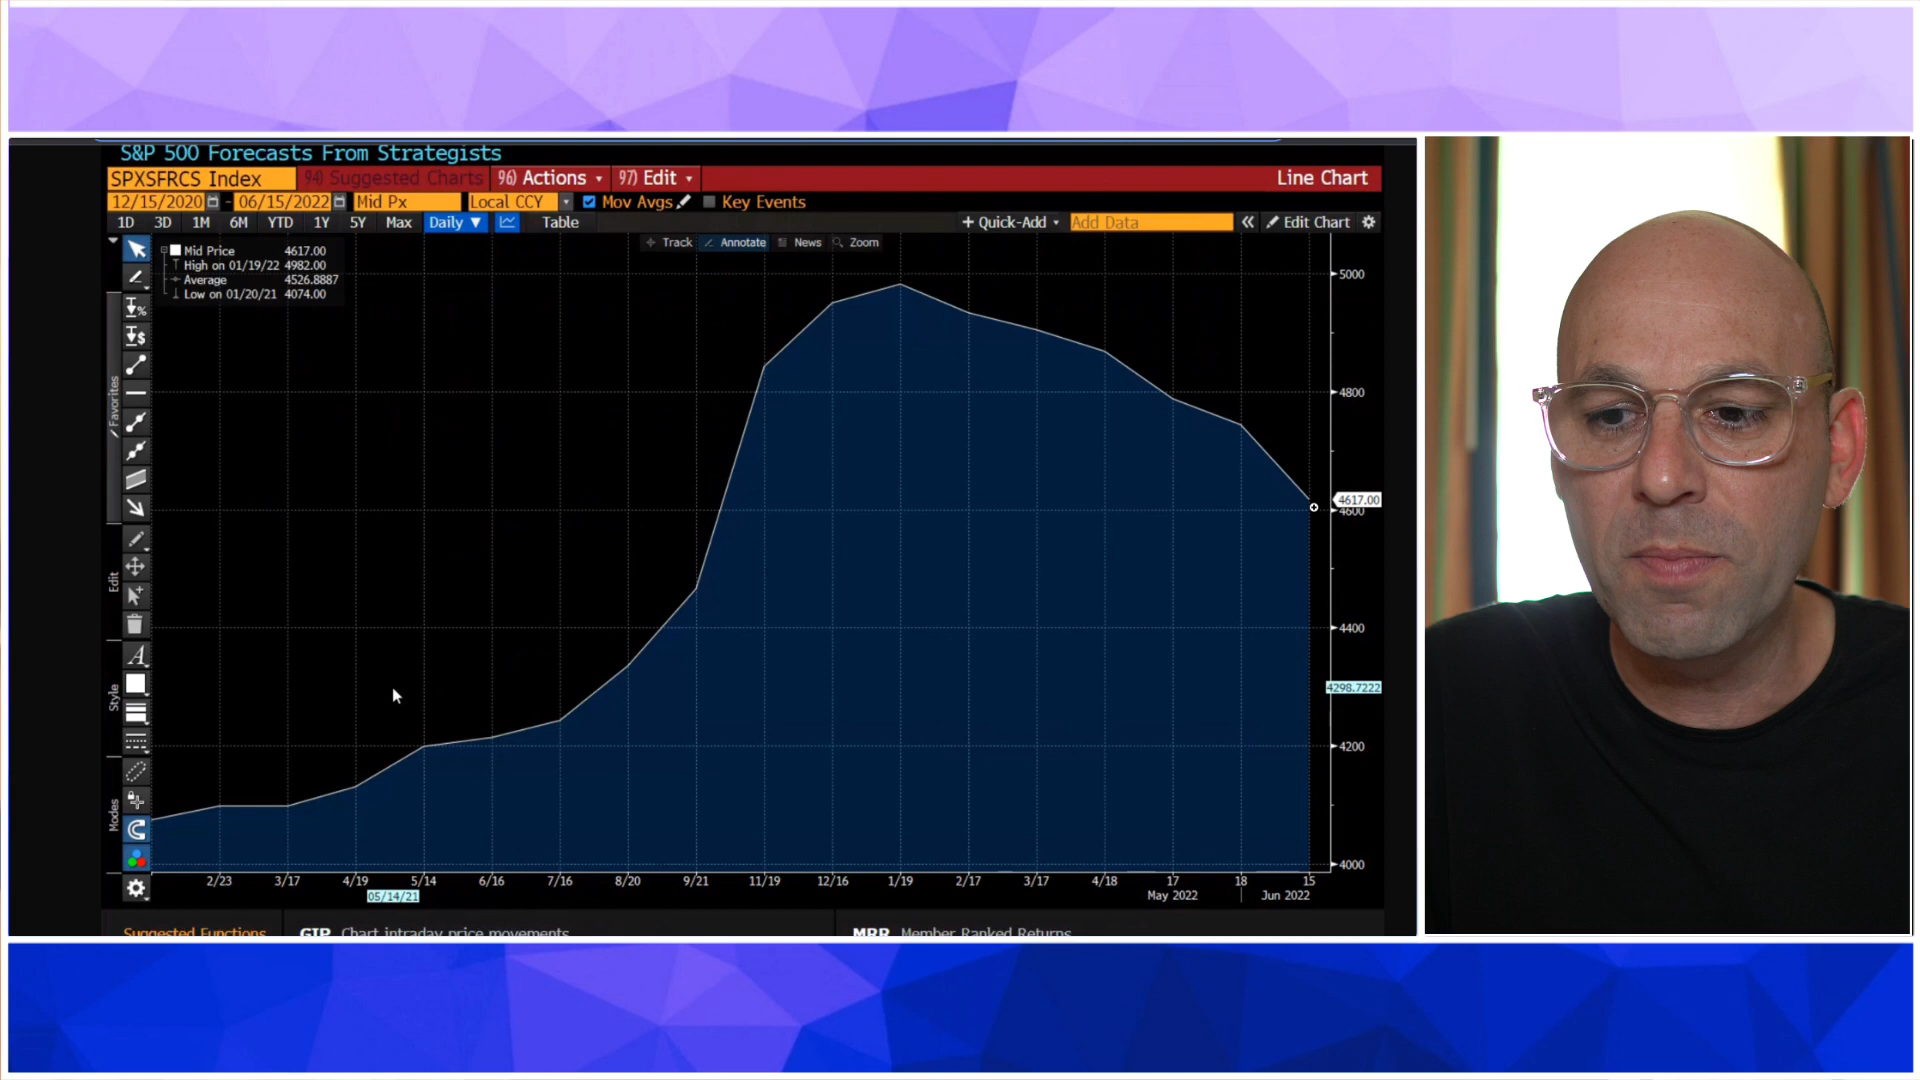 S&P 500 Forecasts From Strategists
SPXSFRCS Index 94) Suggested Charts 96) Actions 97) Edit Line Chart
12/15/2020 - 06/15/2022 Mid Px Local CCY Mov Avgs Key Events
1D 3D 1M 6M YTD 1Y 5Y Max Daily ▼ Table + Quick-Add Add Data « Edit Chart
Track Annotate News Zoom
Mid Price 4617.00
High on 01/19/22 4982.00
Average 4526.8887
Low on 01/20/21 4074.00
Favorites
Edit
Style
Modes
5000
4800
4617.00
4600
4400
4298.7222
4200
4000
2/23 3/17 4/19 5/14 6/16 7/16 8/20 9/21 11/19 12/16 1/19 2/17 3/17 4/18 17 18 15
05/14/21 May 2022 Jun 2022
Suggested Functions GIP Chart intraday price movements MRR Member Ranked Returns